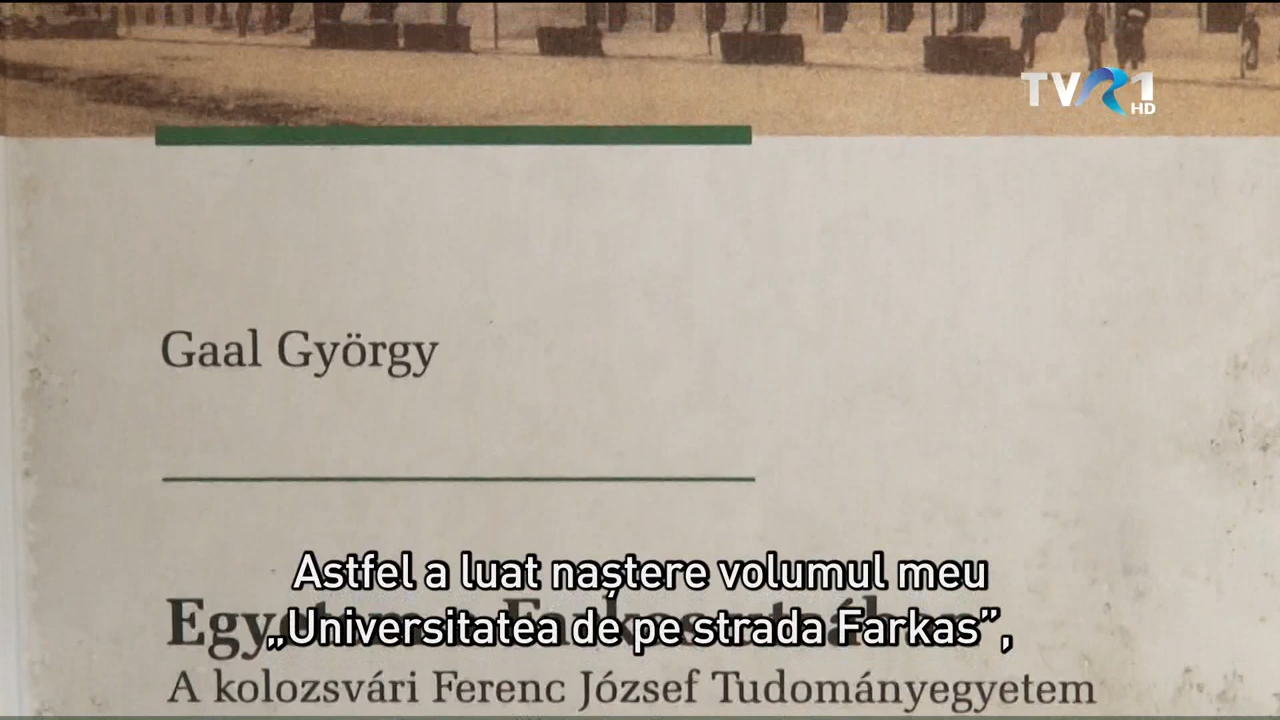 TVR1
HD
Gaal György
Astfel a luat naștere volumul meu
„Universitatea de pe strada Farkas”,
A kolozsvári Ferenc József Tudományegyetem